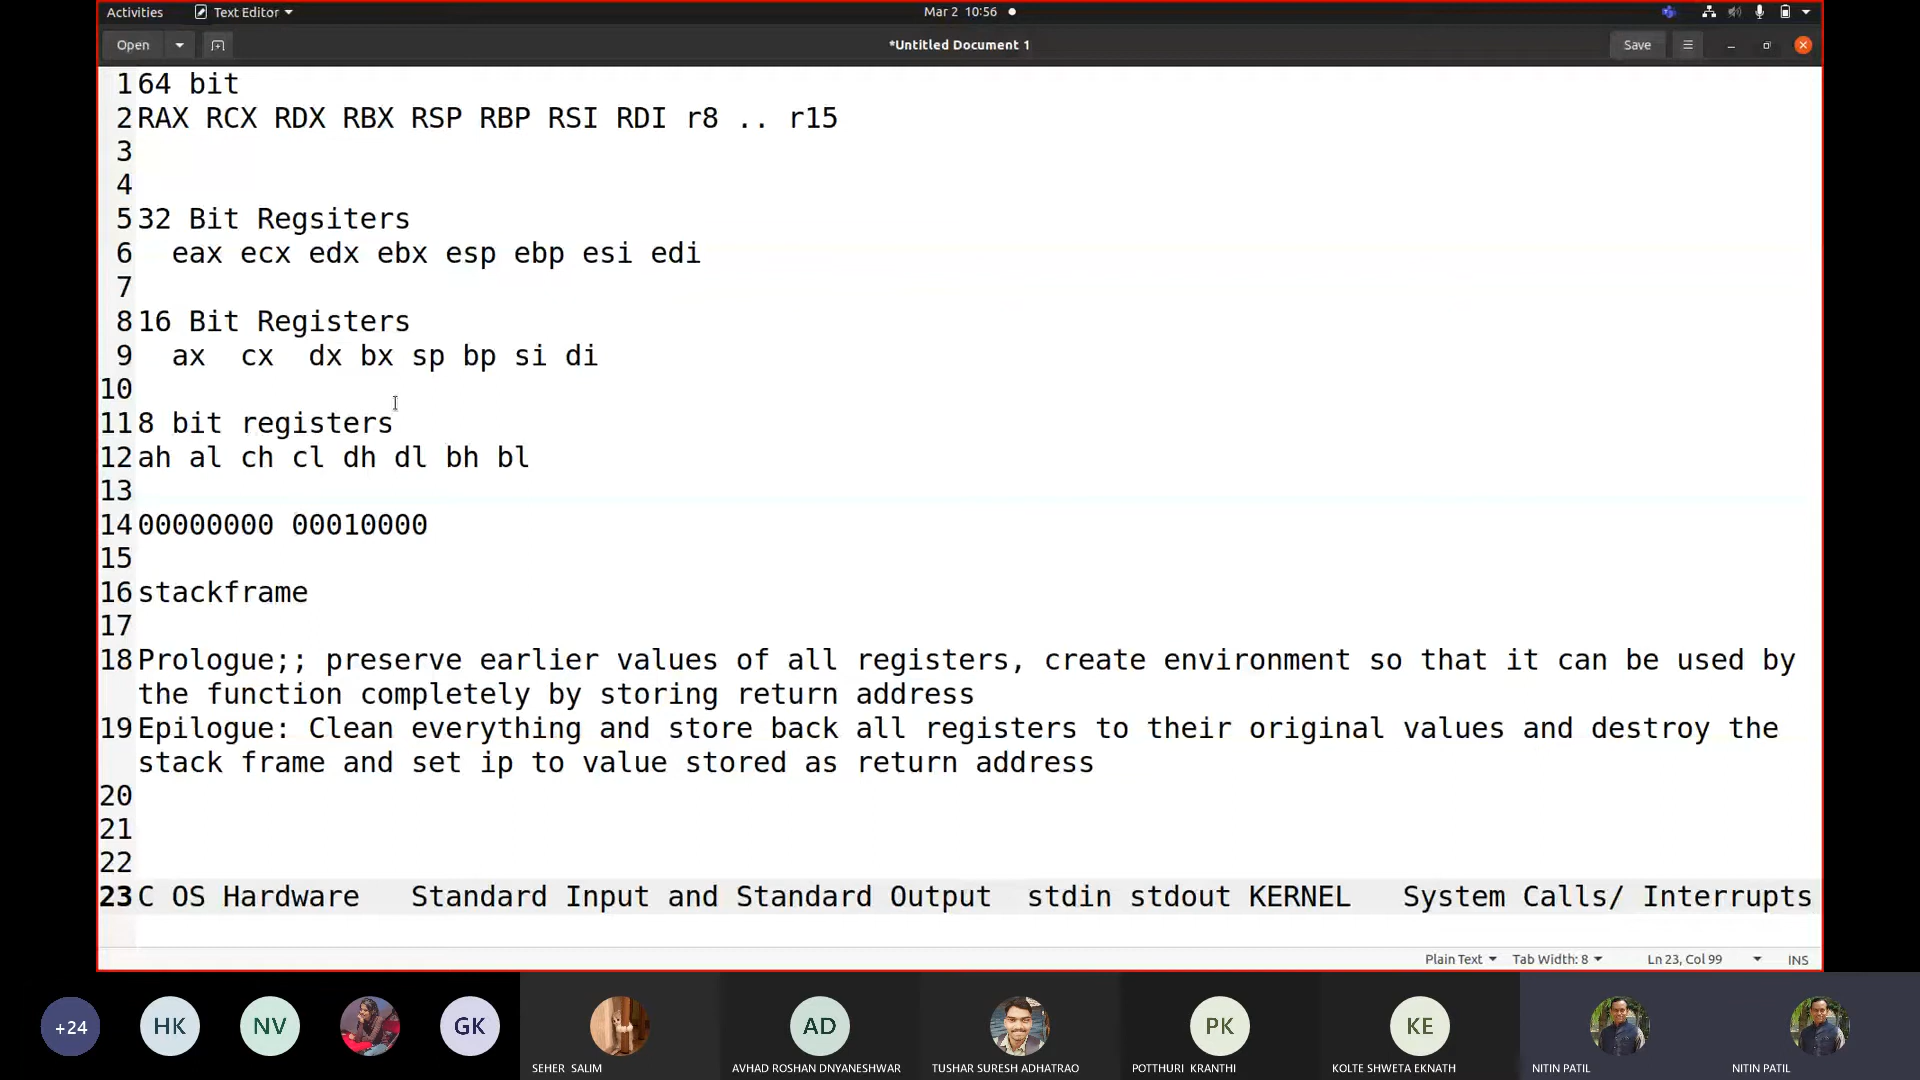 Activities Text Editor Mar 2 10:56
Open *Untitled Document 1 Save
1 64 bit
2 RAX RCX RDX RBX RSP RBP RSI RDI r8 .. r15
3
4
5 32 Bit Regsiters
6 eax ecx edx ebx esp ebp esi edi
7
8 16 Bit Registers
9 ax cx dx bx sp bp si di
10
11 8 bit registers
12 ah al ch cl dh dl bh bl
13
14 00000000 00010000
15
16 stackframe
17
18 Prologue;; preserve earlier values of all registers, create environment so that it can be used by
the function completely by storing return address
19 Epilogue: Clean everything and store back all registers to their original values and destroy the
stack frame and set ip to value stored as return address
20
21
22
23 C OS Hardware Standard Input and Standard Output stdin stdout KERNEL System Calls/ Interrupts
Plain Text Tab Width: 8 Ln 23, Col 99 INS
+24 HK NV GK AD PK KE
SEHER SALIM AVHAD ROSHAN DNYANESHWAR TUSHAR SURESH ADHATRAO POTTHURI KRANTHI KOLTE SHWETA EKNATH NITIN PATIL NITIN PATIL